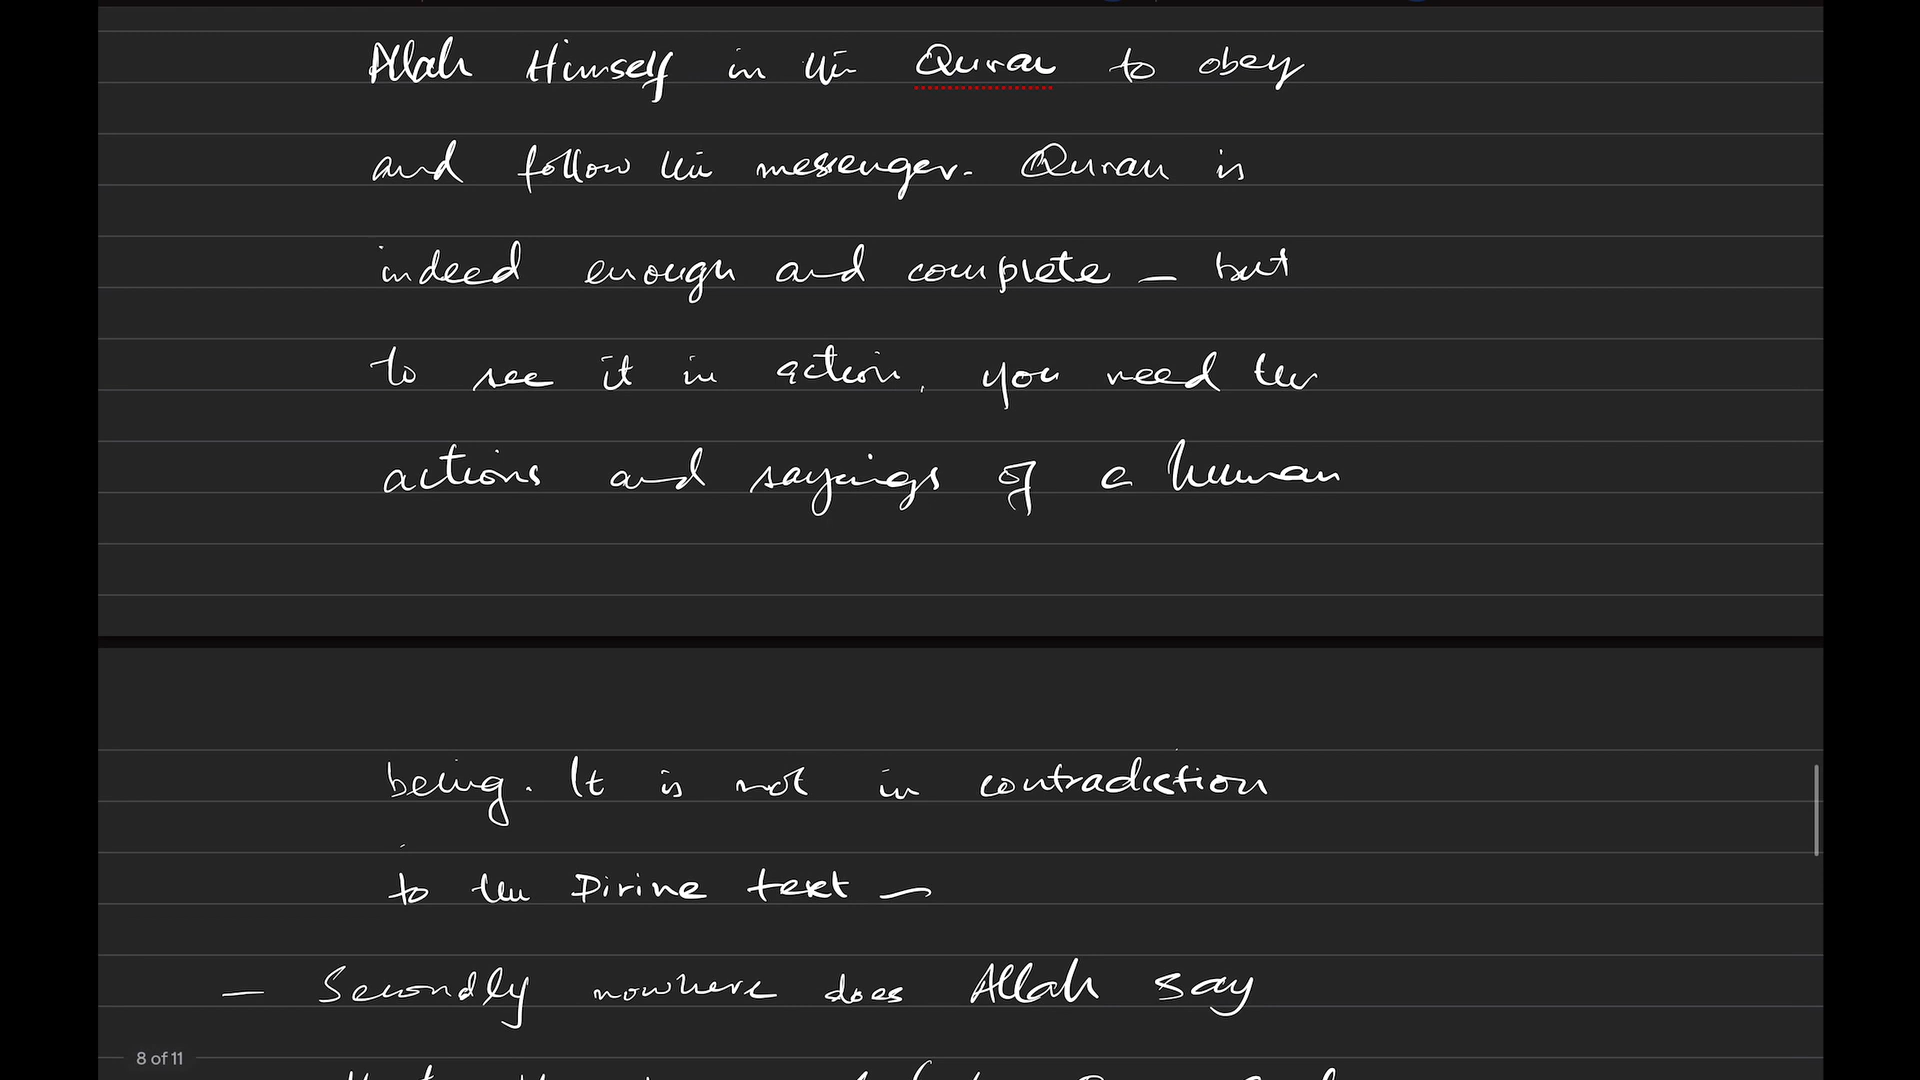 Allah Himself in His Quran to obey
and follow His messenger. Quran is
indeed enough and complete – but
to see it in action, you need the
actions and sayings of a human
being. It is not in contradiction
to the Divine text –
– Secondly nowhere does Allah say
8 of 11